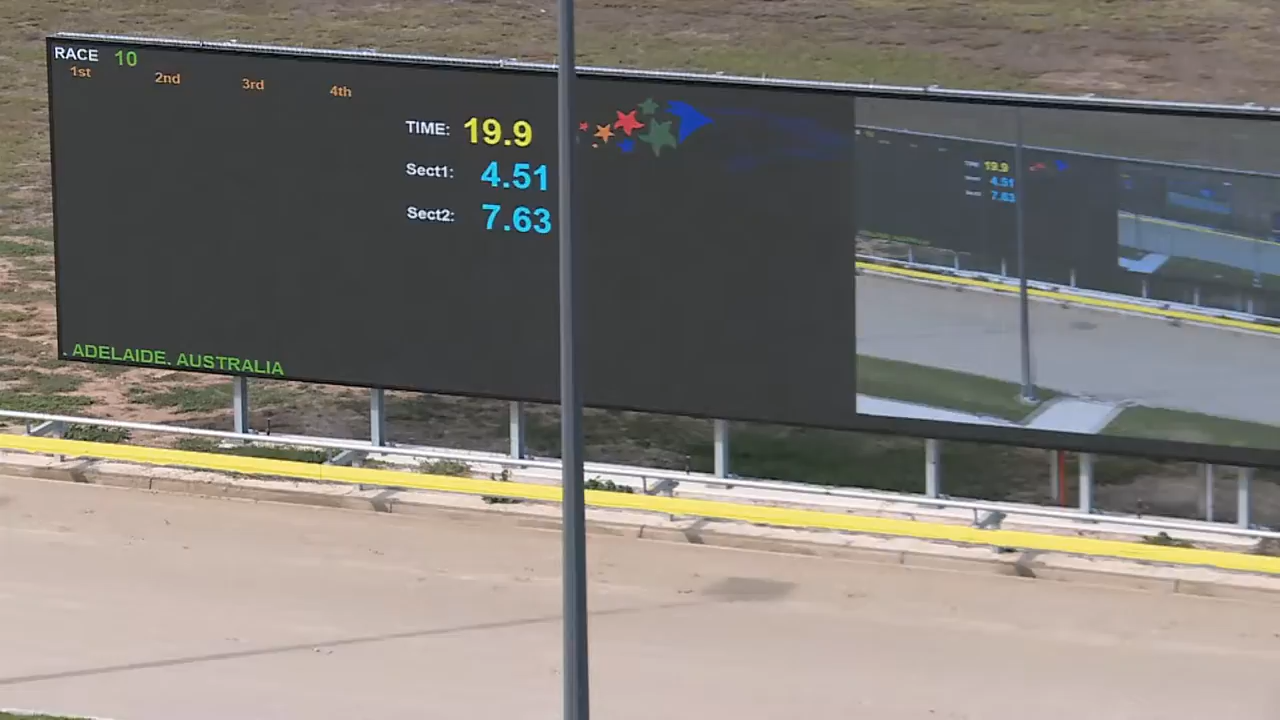 RACE 10
1st 2nd 3rd 4th
TIME: 19.9
Sect1: 4.51
Sect2: 7.63
. ADELAIDE. AUSTRALIA
19.9
4.51
7.63